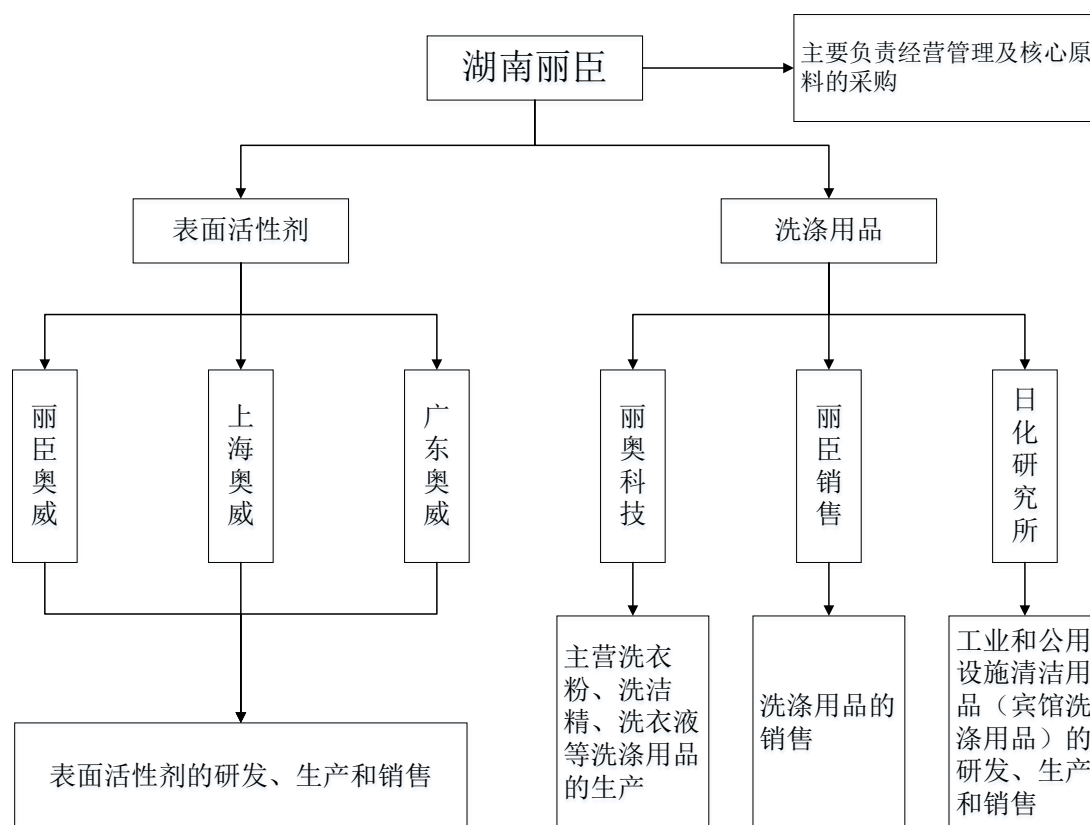 湖南丽臣
主要负责经营管理及核心原
料的采购
表面活性剂
洗涤用品
丽臣奥威
上海奥威
广东奥威
丽奥科技
丽臣销售
日化研究所
表面活性剂的研发、生产和销售
主营洗衣
粉、洗洁
精、洗衣液
等洗涤用品
的生产
洗涤用品的
销售
工业和公用
设施清洁用
品（宾馆洗
涤用品）的
研发、生产
和销售